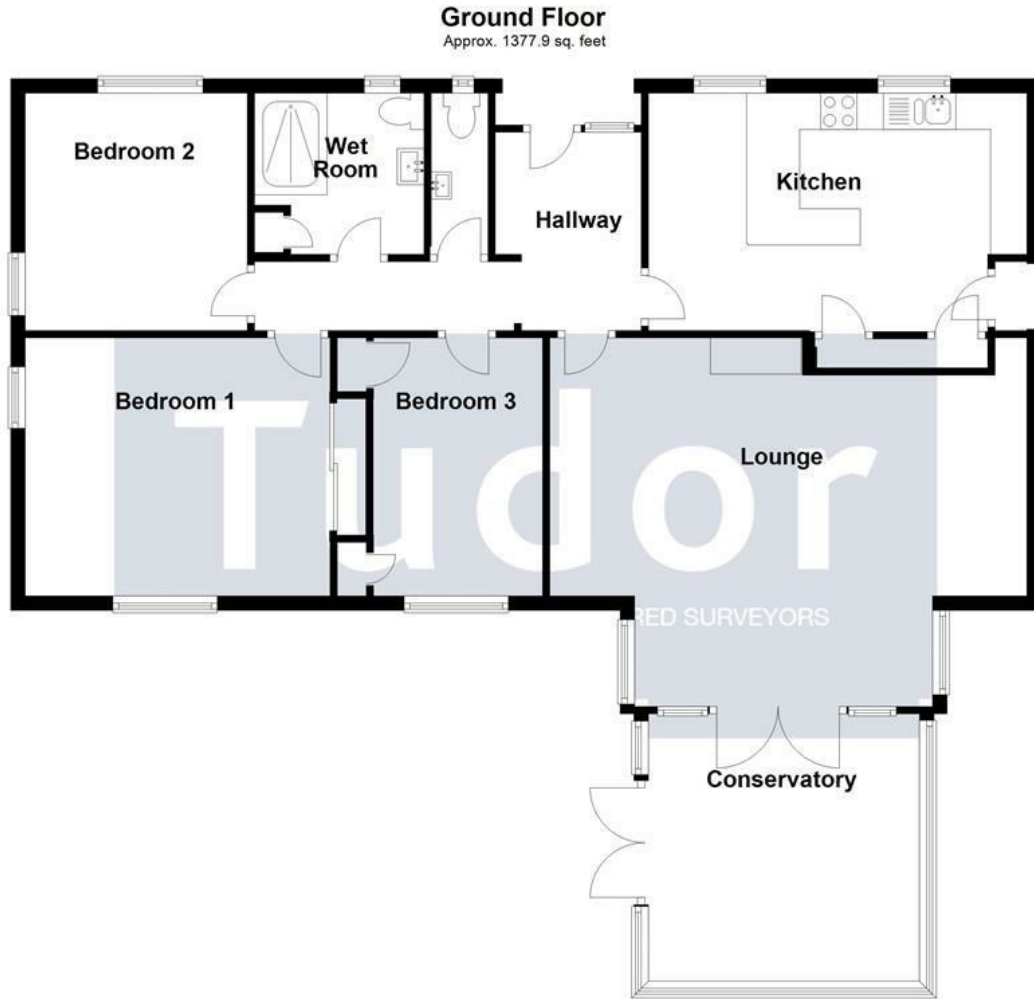 Ground Floor
Approx. 1377.9 sq. feet
Bedroom 2
Wet
Room
Kitchen
Hallway
Bedroom 1
Bedroom 3
Lounge
Tudor
RED SURVEYORS
Conservatory